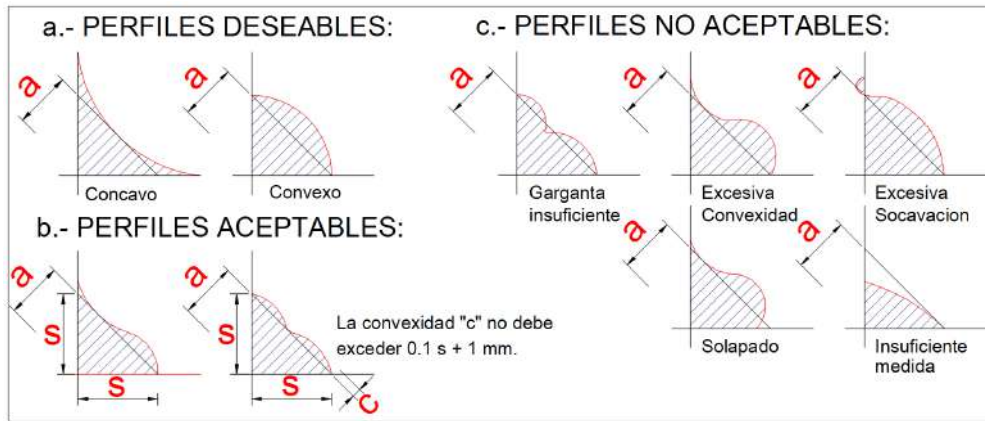 a.- PERFILES DESEABLES:
a
a
Concavo
Convexo
b.- PERFILES ACEPTABLES:
a
s
s
a
s
s
c
La convexidad "c" no debe
exceder 0.1 s + 1 mm.
c.- PERFILES NO ACEPTABLES:
a
a
a
Garganta
insuficiente
Excesiva
Convexidad
Excesiva
Socavacion
a
a
Solapado
Insuficiente
medida